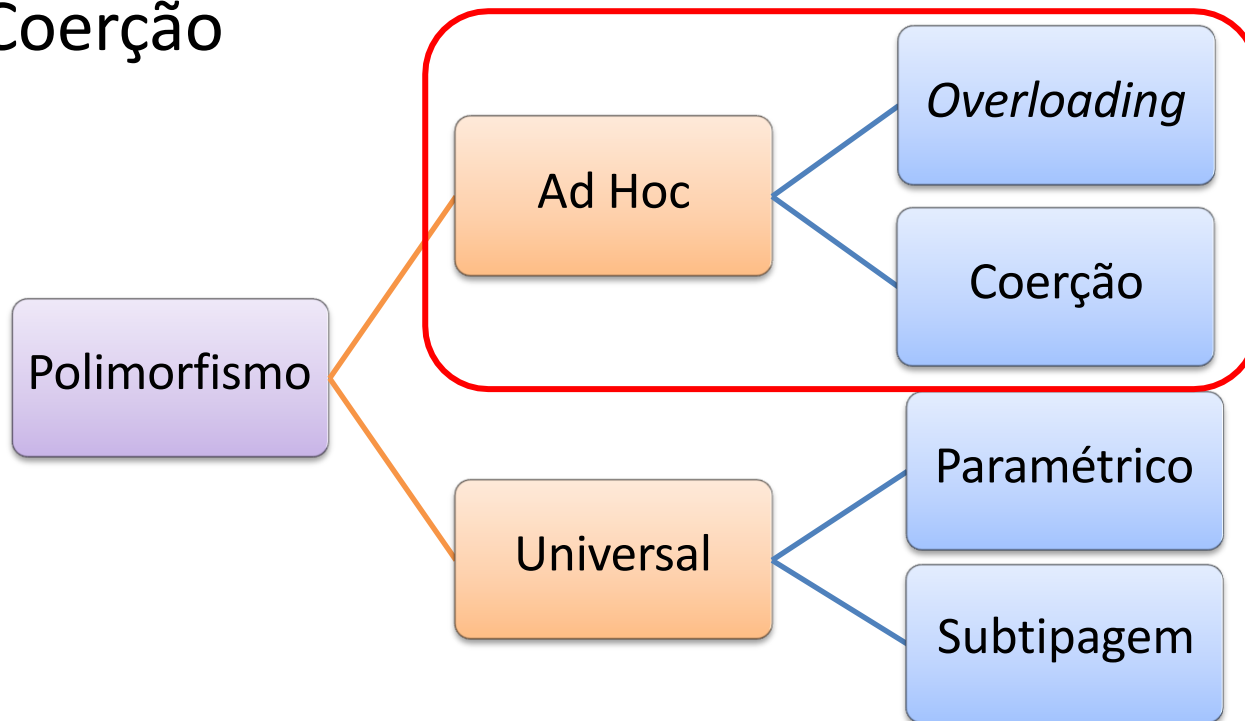 Coerção
Overloading
Ad Hoc
Coerção
Polimorfismo
Paramétrico
Universal
Subtipagem